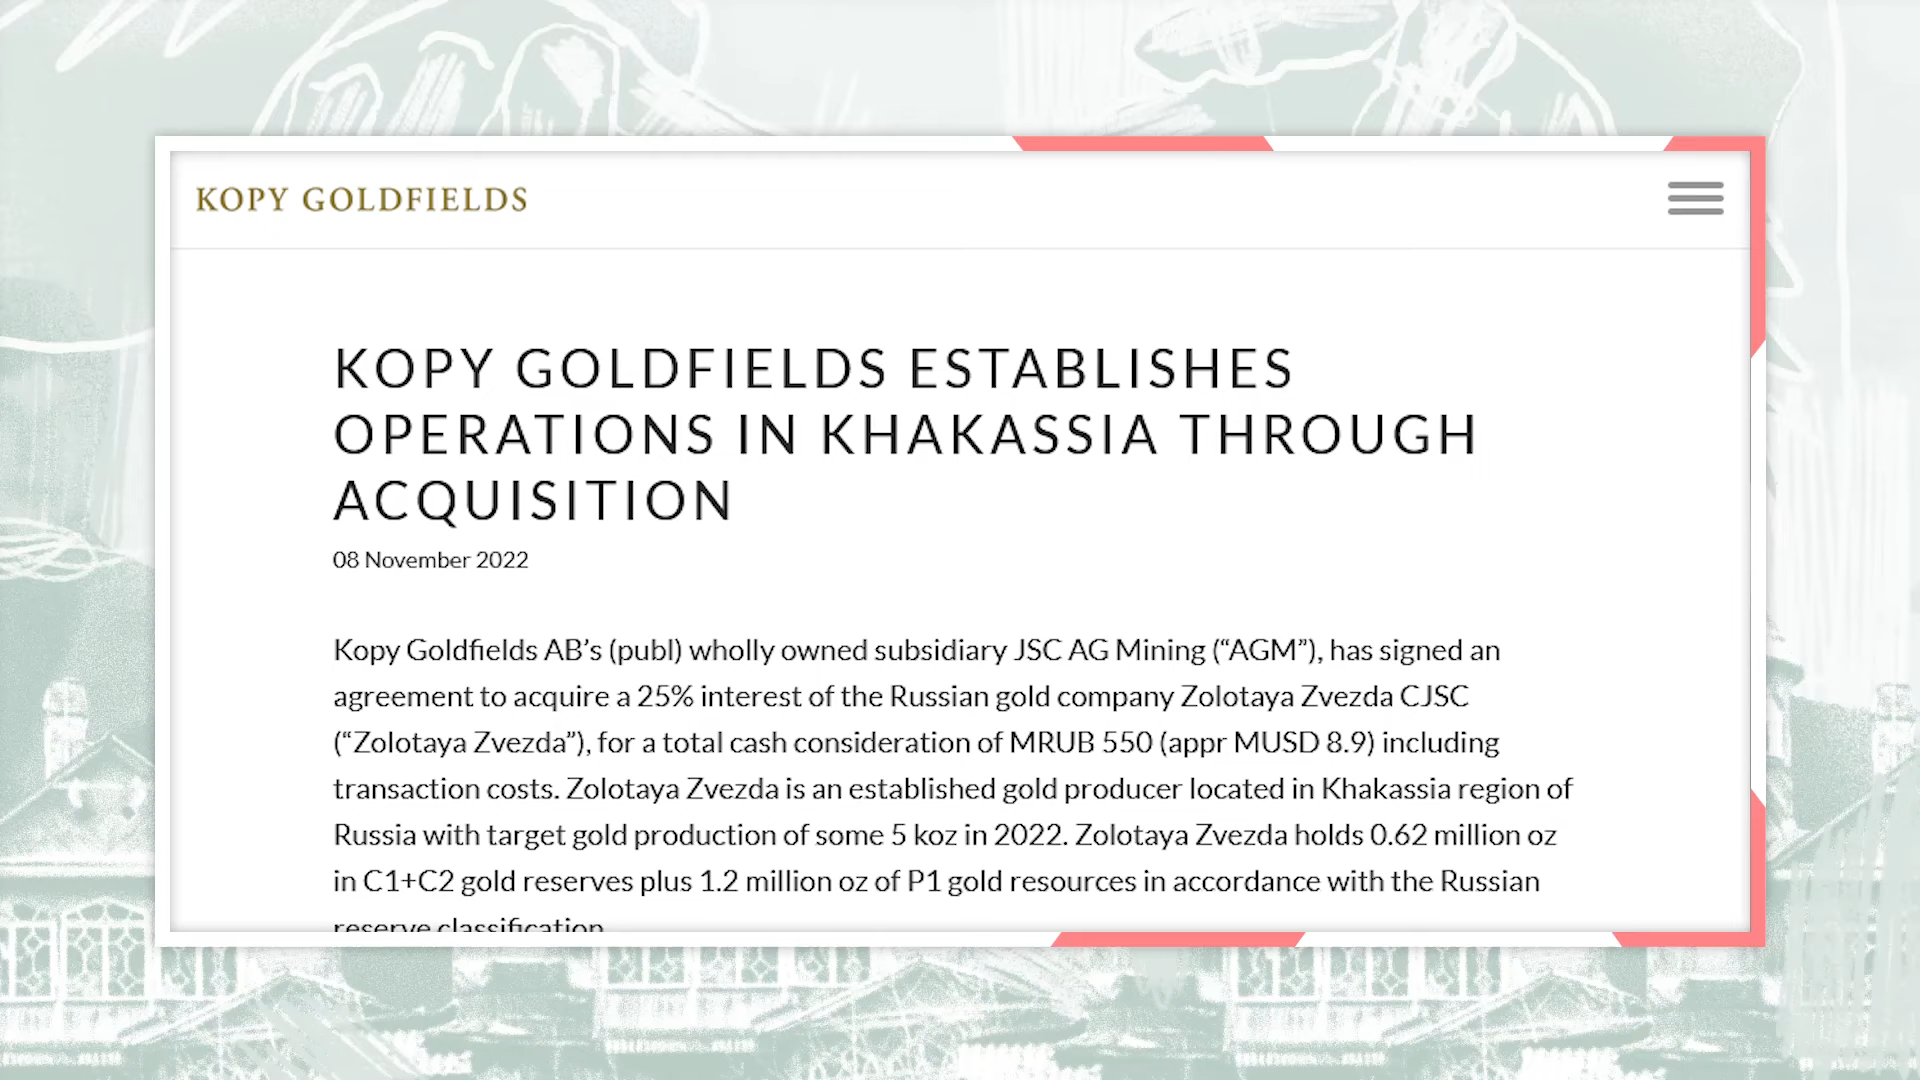 KOPY GOLDFIELDS
KOPY GOLDFIELDS ESTABLISHES
OPERATIONS IN KHAKASSIA THROUGH
ACQUISITION
08 November 2022
Kopy Goldfields AB’s (publ) wholly owned subsidiary JSC AG Mining (“AGM”), has signed an
agreement to acquire a 25% interest of the Russian gold company Zolotaya Zvezda CJSC
(“Zolotaya Zvezda”), for a total cash consideration of MRUB 550 (appr MUSD 8.9) including
transaction costs. Zolotaya Zvezda is an established gold producer located in Khakassia region of
Russia with target gold production of some 5 koz in 2022. Zolotaya Zvezda holds 0.62 million oz
in C1+C2 gold reserves plus 1.2 million oz of P1 gold resources in accordance with the Russian
reserve classification